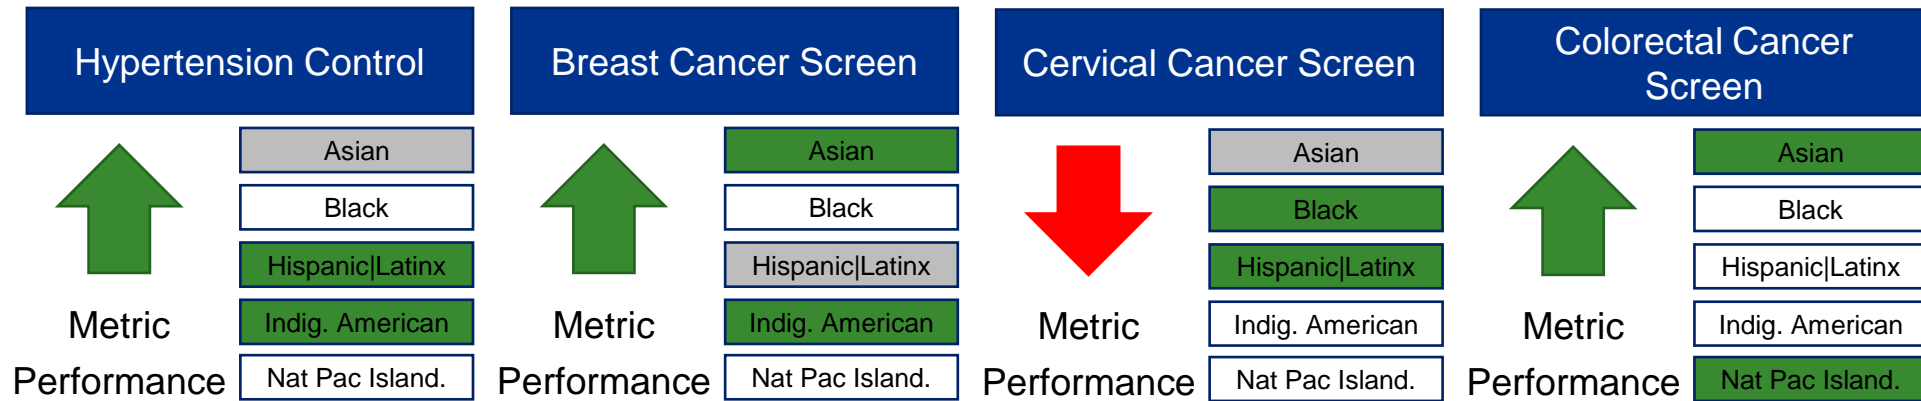 Hypertension Control
Asian
Black
Hispanic|Latinx
Indig. American
Nat Pac Island.
Metric
Performance
Breast Cancer Screen
Asian
Black
Hispanic|Latinx
Indig. American
Nat Pac Island.
Metric
Performance
Cervical Cancer Screen
Asian
Black
Hispanic|Latinx
Indig. American
Nat Pac Island.
Metric
Performance
Colorectal Cancer
Screen
Asian
Black
Hispanic|Latinx
Indig. American
Nat Pac Island.
Metric
Performance